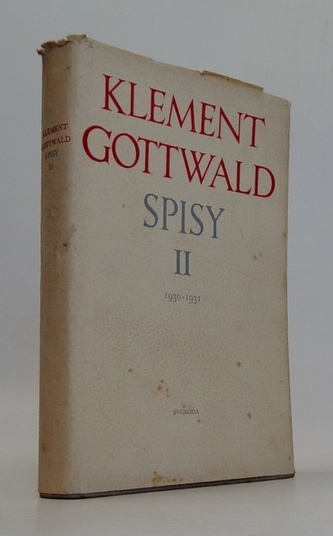 KLEMENT
GOTTWALD
SPISY
II
1930-1931
SVOBODA
KLEMENT
GOTTWALD
SPISY
II